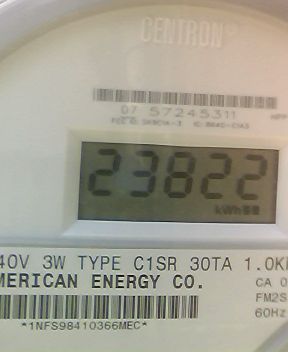 CENTRON
07 57245311
23822
kWh
40V 3W TYPE C1SR 30TA 1.0K
MERICAN ENERGY CO.
CA 0
FM2S
60Hz
*1NFS98410366MEC*